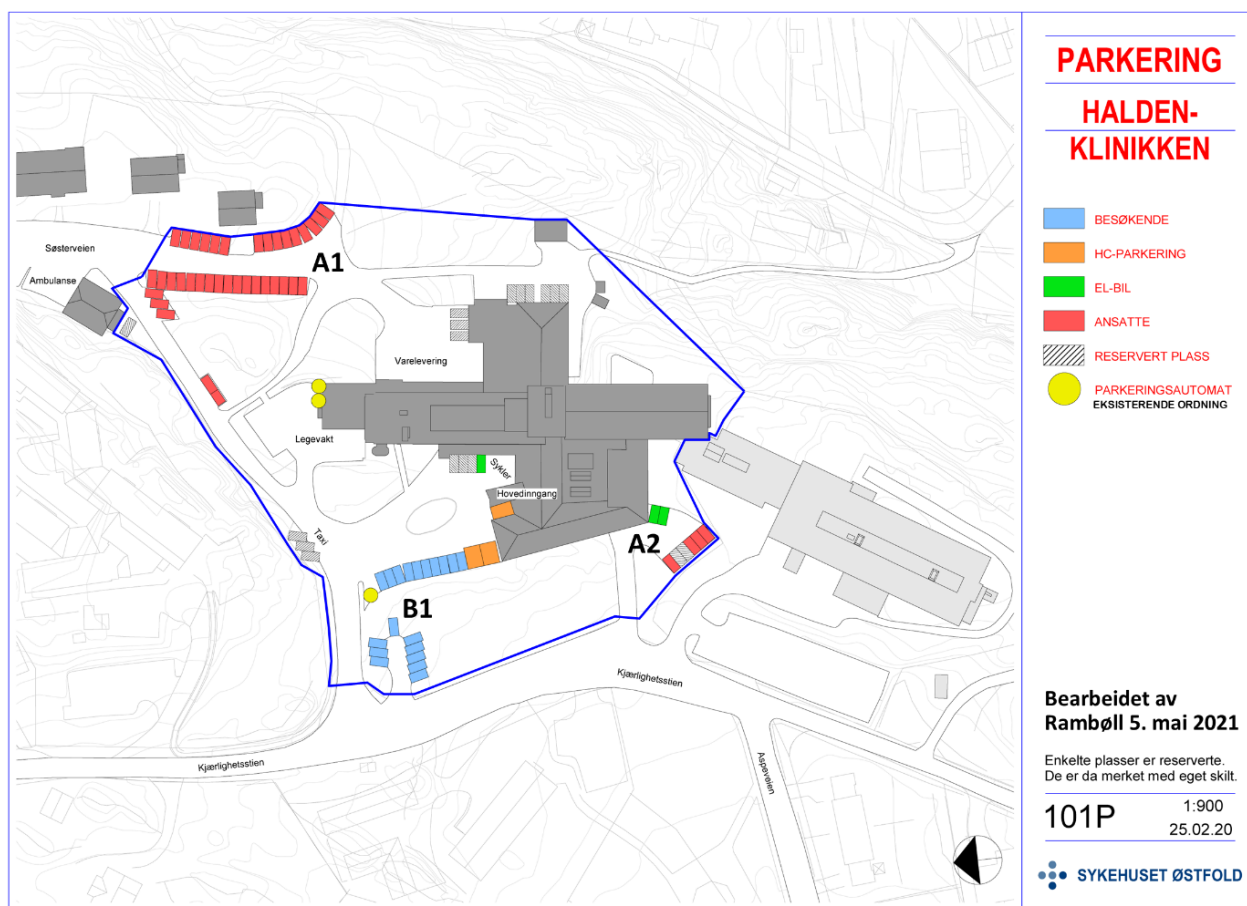 PARKERING
HALDEN-
KLINIKKEN
BESØKENDE
HC-PARKERING
EL-BIL
ANSATTE
RESERVERT PLASS
PARKERINGSAUTOMAT
EKSISTERENDE ORDNING
Søsterveien
Ambulanse
A1
Varelevering
Legevakt
Sykler
Hovedinngang
Taxi
A2
B1
Kjærlighetsstien
Kjærlighetsstien
Aspeveien
Bearbeidet av
Rambøll 5. mai 2021
Enkelte plasser er reserverte.
De er da merket med eget skilt.
101P
1:900
25.02.20
SYKEHUSET ØSTFOLD